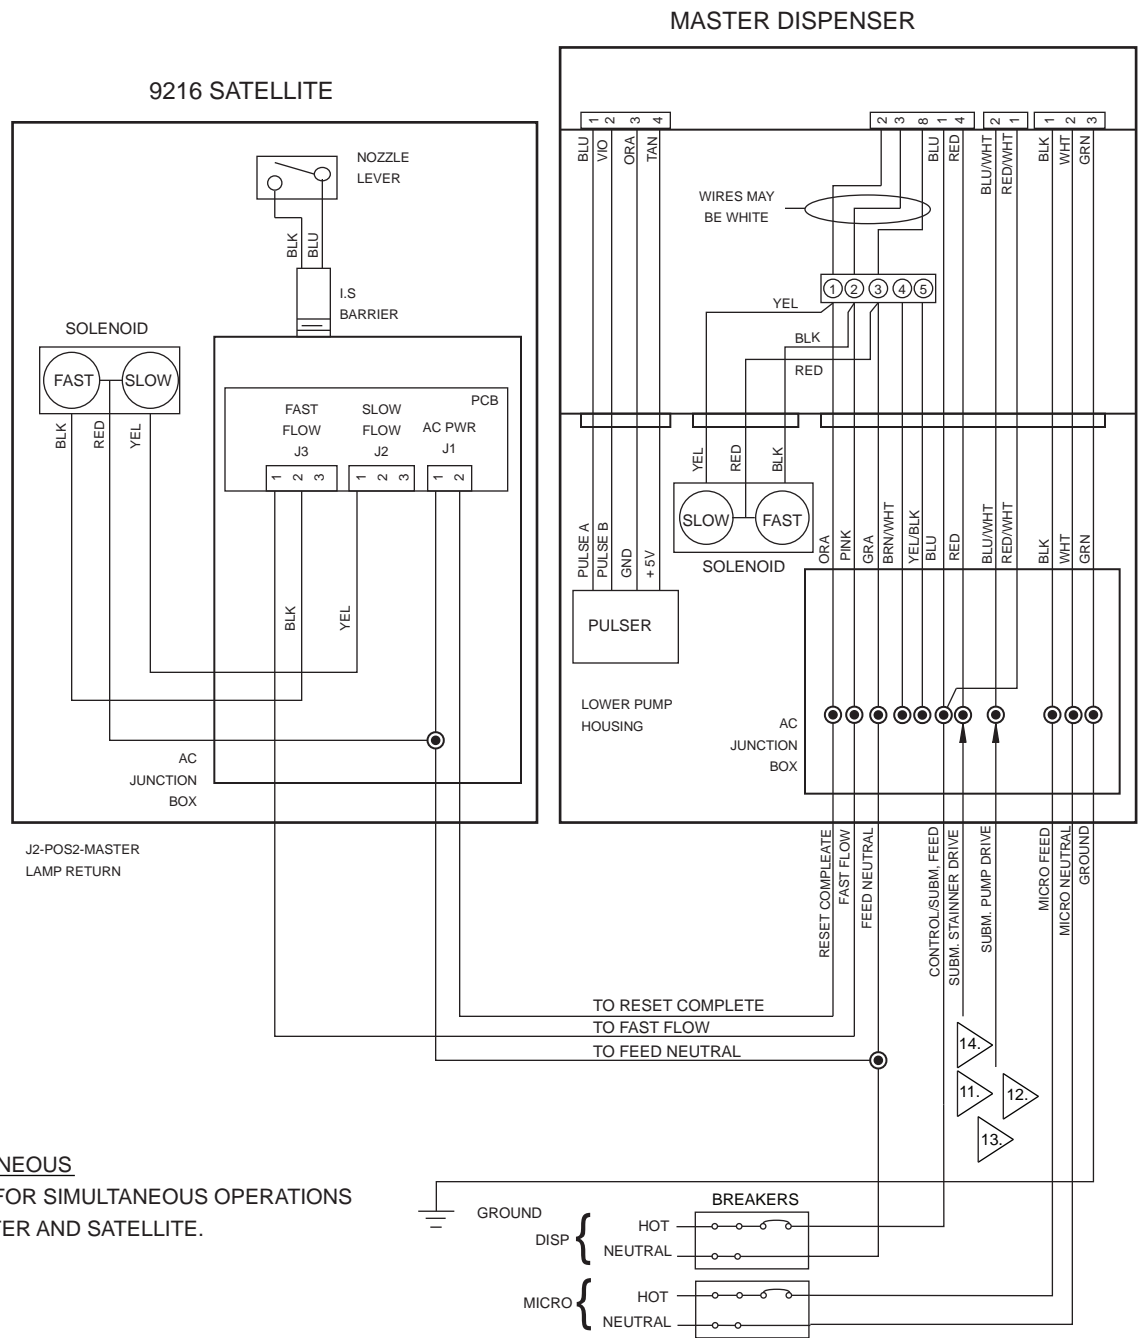 MASTER DISPENSER
9216 SATELLITE
NOZZLE
LEVER
BLK
BLU
I.S
BARRIER
SOLENOID
FAST
SLOW
BLK
RED
YEL
PCB
FAST
FLOW
J3
SLOW
FLOW
J2
AC PWR
J1
1 2 3
1 2 3
1 2
BLK
YEL
AC
JUNCTION
BOX
J2-POS2-MASTER
LAMP RETURN
1 2 3 4
BLU
VIO
ORA
TAN
2 3 8 1 4
BLU
RED
2 1
BLU/WHT
RED/WHT
1 2 3
BLK
WHT
GRN
WIRES MAY
BE WHITE
1 2 3 4 5
YEL
BLK
RED
YEL
RED
BLK
SLOW
FAST
SOLENOID
PULSE A
PULSE B
GND
+ 5V
PULSER
ORA
PINK
GRA
BRN/WHT
YEL/BLK
BLU
RED
BLU/WHT
RED/WHT
BLK
WHT
GRN
LOWER PUMP
HOUSING
AC
JUNCTION
BOX
RESET COMPLEATE
FAST FLOW
FEED NEUTRAL
CONTROL/SUBM, FEED
SUBM. STAINNER DRIVE
SUBM. PUMP DRIVE
MICRO FEED
MICRO NEUTRAL
GROUND
TO RESET COMPLETE
TO FAST FLOW
TO FEED NEUTRAL
14.
11.
12.
13.
NEOUS
FOR SIMULTANEOUS OPERATIONS
TER AND SATELLITE.
GROUND
BREAKERS
DISP {
HOT
NEUTRAL
MICRO {
HOT
NEUTRAL